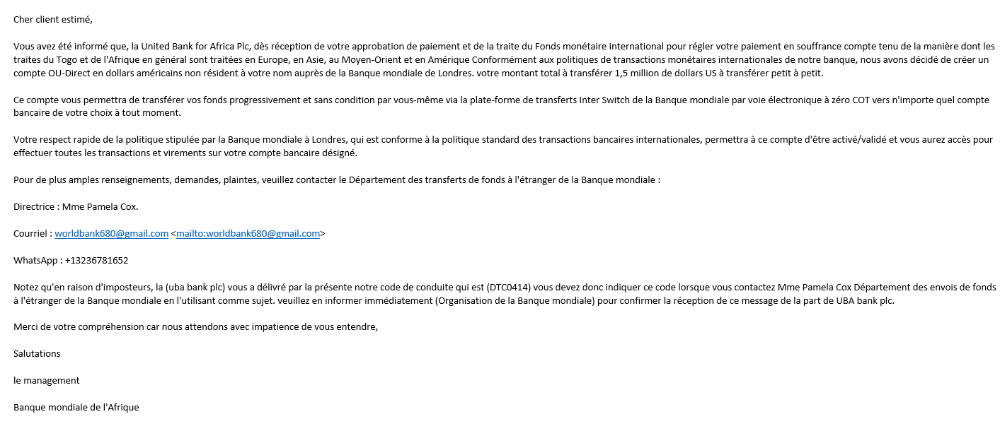 Cher client estimé,
Vous avez été informé que, la United Bank for Africa Plc, dès réception de votre approbation de paiement et de la traite du Fonds monétaire international pour régler votre paiement en souffrance compte tenu de la manière dont les
traites du Togo et de l'Afrique en général sont traitées en Europe, en Asie, au Moyen-Orient et en Amérique Conformément aux politiques de transactions monétaires internationales de notre banque, nous avons décidé de créer un
compte OU-Direct en dollars américains non résident à votre nom auprès de la Banque mondiale de Londres. votre montant total à transférer 1,5 million de dollars US à transférer petit à petit.
Ce compte vous permettra de transférer vos fonds progressivement et sans condition par vous-même via la plate-forme de transferts Inter Switch de la Banque mondiale par voie électronique à zéro COT vers n'importe quel compte
bancaire de votre choix à tout moment.
Votre respect rapide de la politique stipulée par la Banque mondiale à Londres, qui est conforme à la politique standard des transactions bancaires internationales, permettra à ce compte d'être activé/validé et vous aurez accès pour
effectuer toutes les transactions et virements sur votre compte bancaire désigné.
Pour de plus amples renseignements, demandes, plaintes, veuillez contacter le Département des transferts de fonds à l'étranger de la Banque mondiale :
Directrice : Mme Pamela Cox.
Courriel : worldbank680@gmail.com <mailto:worldbank680@gmail.com>
WhatsApp : +13236781652
Notez qu'en raison d'imposteurs, la (uba bank plc) vous a délivré par la présente notre code de conduite qui est (DTC0414) vous devez donc indiquer ce code lorsque vous contactez Mme Pamela Cox Département des envois de fonds
à l'étranger de la Banque mondiale en l'utilisant comme sujet. veuillez en informer immédiatement (Organisation de la Banque mondiale) pour confirmer la réception de ce message de la part de UBA bank plc.
Merci de votre compréhension car nous attendons avec impatience de vous entendre,
Salutations
le management
Banque mondiale de l'Afrique